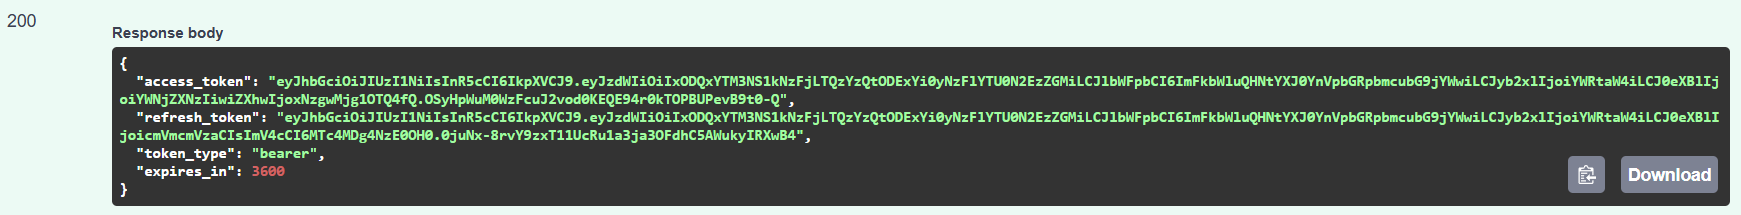 200
Response body
{
"access_token": "eyJhbGciOiJIUzI1NiIsInR5cCI6IkpXVCJ9.eyJzdWIiOiIxODQxYTM3NS1kNzFjLTQzYzQtODExYi0yNzFlYTU0N2EzZGMiLCJlbWFpbCI6ImFkbWluQHNtYXJ0YnVpbGRpbmcubG9jYWwiLCJyb2xlIjoiYWRtaW4iLCJ0eXBlIj
oiYWNjZXNzIiwiZXhwIjoxNzgwMjg1OTQ4fQ.OSyHpWuM0WzFcuJ2vod0KEQE94r0kTOPBUPevB9t0-Q",
"refresh_token": "eyJhbGciOiJIUzI1NiIsInR5cCI6IkpXVCJ9.eyJzdWIiOiIxODQxYTM3NS1kNzFjLTQzYzQtODExYi0yNzFlYTU0N2EzZGMiLCJlbWFpbCI6ImFkbWluQHNtYXJ0YnVpbGRpbmcubG9jYWwiLCJyb2xlIjoiYWRtaW4iLCJ0eXBlI
joicmVmcmVzaCIsImV4cCI6MTc4MDg4NzE0OH0.0juNx-8rvY9zxT11UcRu1a3ja3OFdhC5AWukyIRXwB4",
"token_type": "bearer",
"expires_in": 3600
}
Download